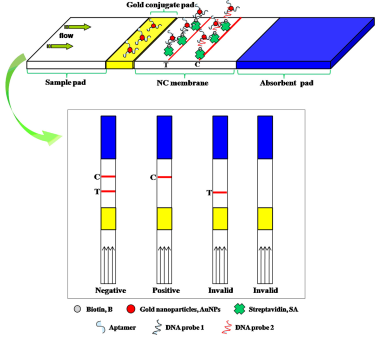 Gold conjugate pad
flow
T C
Sample pad NC membrane Absorbent pad
C C
T T
Negative Positive Invalid Invalid
Biotin, B Gold nanoparticles, AuNPs Streptavidin, SA
Aptamer DNA probe 1 DNA probe 2